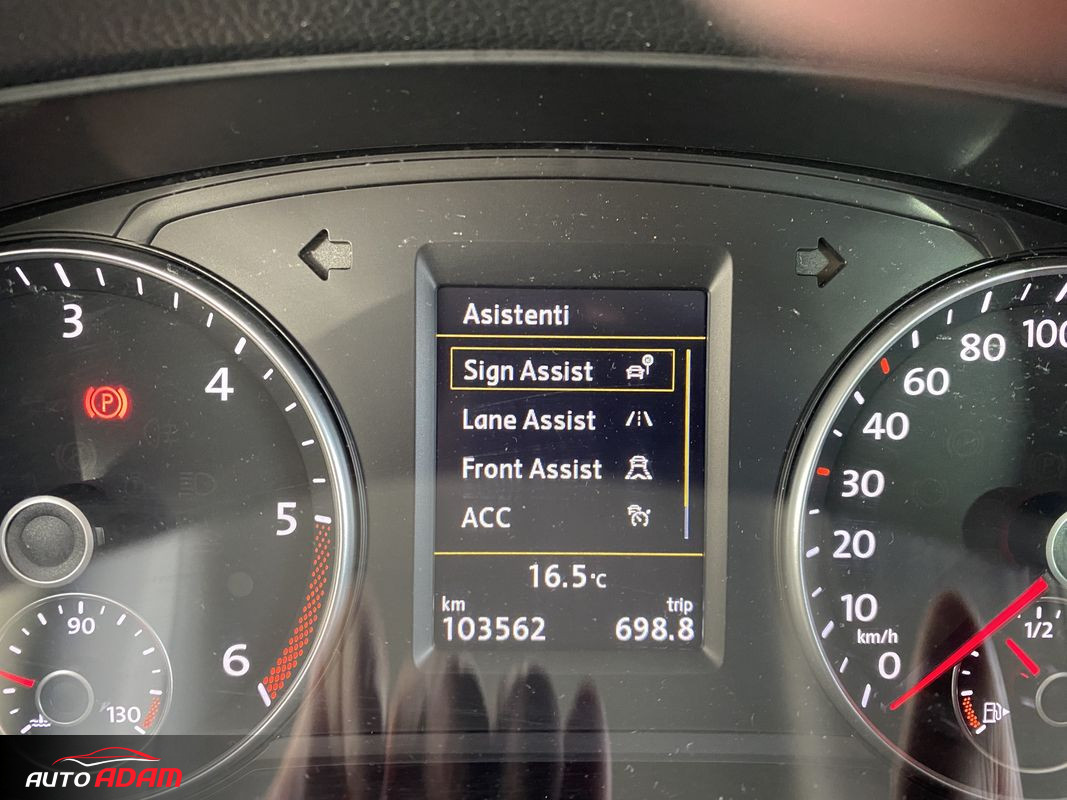 Asistenti
Sign Assist
Lane Assist
Front Assist
ACC
16.5°C
km
trip
103562
698.8
3
4
5
6
P
90
130
100
80
60
40
30
20
10
km/h
0
1/2
AUTO ADAM